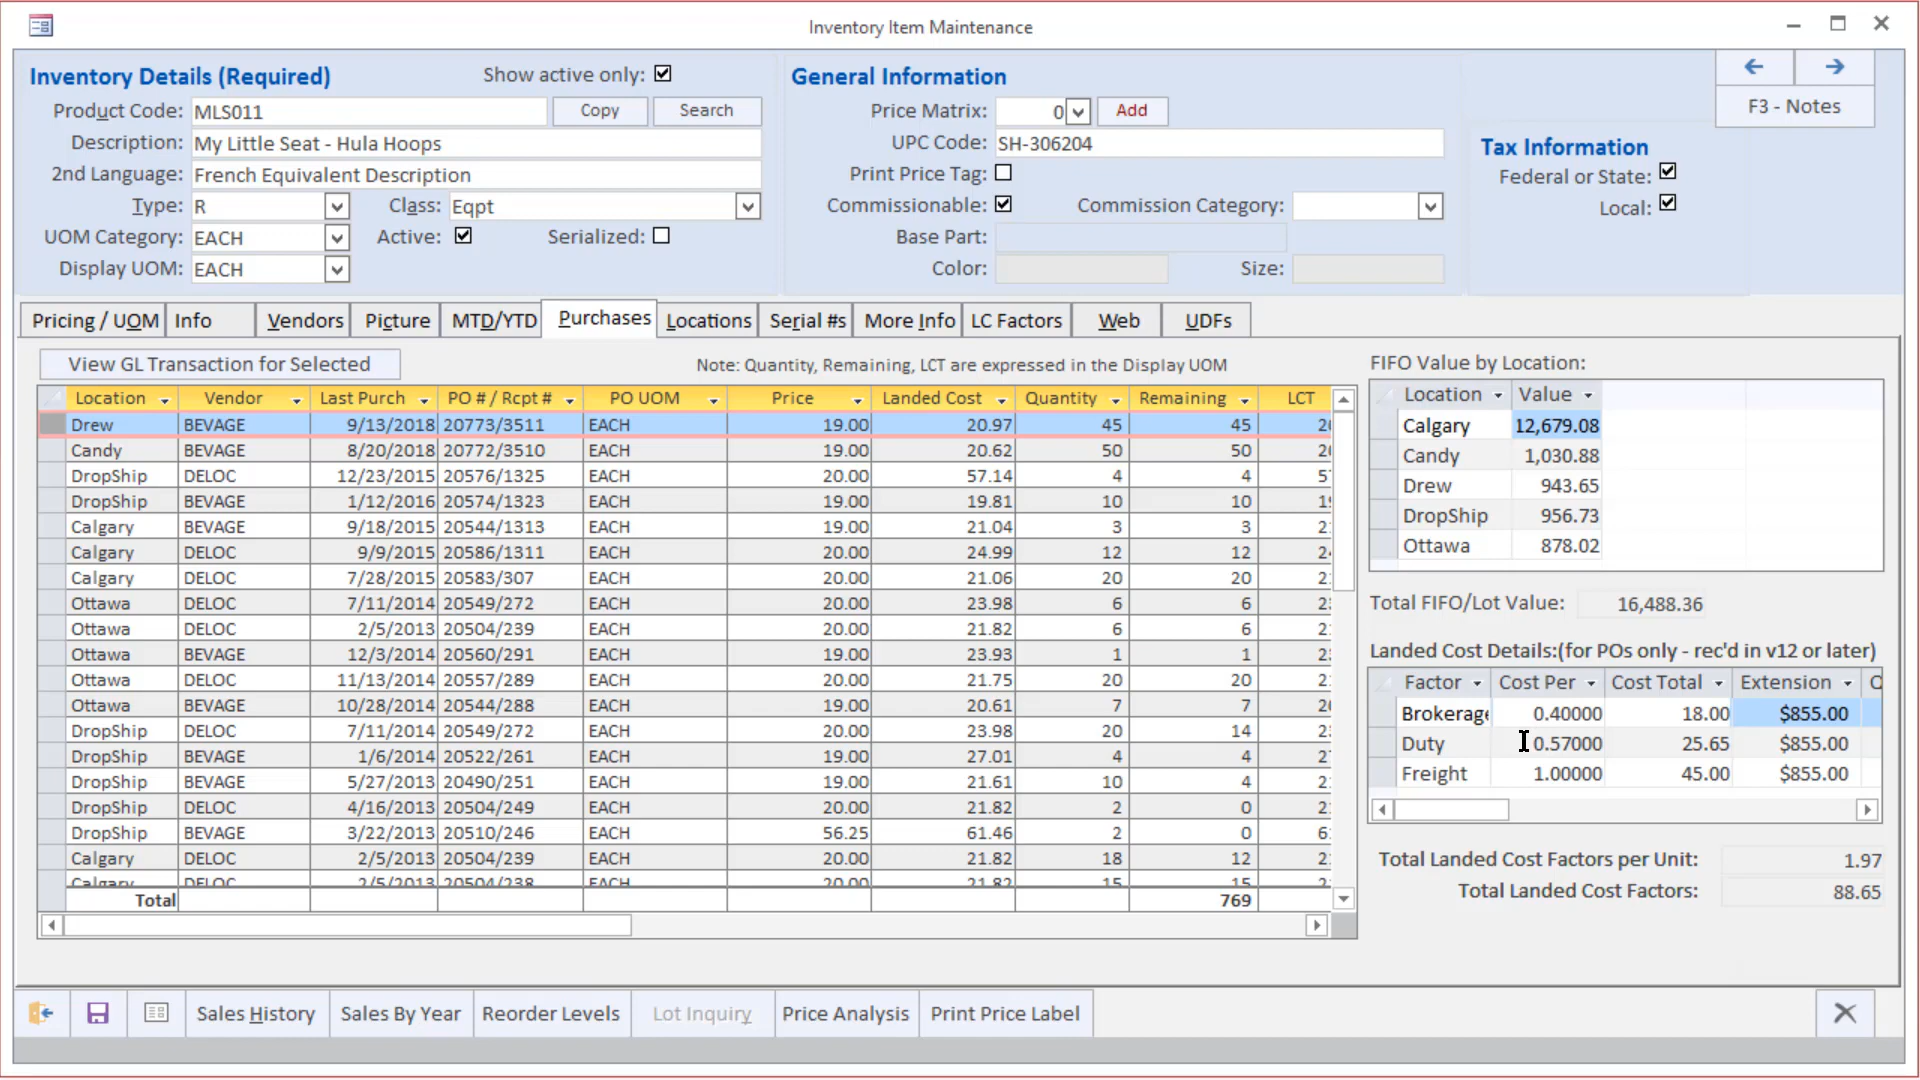 Inventory Item Maintenance
Inventory Details (Required) Show active only:
General Information
F3 - Notes
Product Code: MLS011 Copy Search
Description: My Little Seat - Hula Hoops
2nd Language: French Equivalent Description
Type: R Class: Eqpt
UOM Category: EACH Active: Serialized:
Display UOM: EACH
Price Matrix: 0 Add
UPC Code: SH-306204
Print Price Tag:
Commissionable: Commission Category:
Base Part:
Color: Size:
Tax Information
Federal or State:
Local:
Pricing / UOM Info Vendors Picture MTD/YTD Purchases Locations Serial #s More Info LC Factors Web UDFs
View GL Transaction for Selected Note: Quantity, Remaining, LCT are expressed in the Display UOM
Location Vendor Last Purch PO # / Rcpt # PO UOM Price Landed Cost Quantity Remaining LCT
Drew BEVAGE 9/13/2018 20773/3511 EACH 19.00 20.97 45 45
Candy BEVAGE 8/20/2018 20772/3510 EACH 19.00 20.62 50 50
DropShip DELOC 12/23/2015 20576/1325 EACH 20.00 57.14 4 4
DropShip BEVAGE 1/12/2016 20574/1323 EACH 19.00 19.81 10 10
Calgary BEVAGE 9/18/2015 20544/1313 EACH 19.00 21.04 3 3
Calgary DELOC 9/9/2015 20586/1311 EACH 20.00 24.99 12 12
Calgary DELOC 7/28/2015 20583/307 EACH 20.00 21.06 20 20
Ottawa DELOC 7/11/2014 20549/272 EACH 20.00 23.98 6 6
Ottawa DELOC 2/5/2013 20504/239 EACH 20.00 21.82 6 6
Ottawa BEVAGE 12/3/2014 20560/291 EACH 19.00 23.93 1 1
Ottawa DELOC 11/13/2014 20557/289 EACH 20.00 21.75 20 20
Ottawa BEVAGE 10/28/2014 20544/288 EACH 19.00 20.61 7 7
DropShip DELOC 7/11/2014 20549/272 EACH 20.00 23.98 20 14
DropShip BEVAGE 1/6/2014 20522/261 EACH 19.00 27.01 4 4
DropShip BEVAGE 5/27/2013 20490/251 EACH 19.00 21.61 10 4
DropShip DELOC 4/16/2013 20504/249 EACH 20.00 21.82 2 0
DropShip BEVAGE 3/22/2013 20510/246 EACH 56.25 61.46 2 0
Calgary DELOC 2/5/2013 20504/239 EACH 20.00 21.82 18 12
Calgary DELOC 2/5/2013 20504/238 EACH 20.00 21.82 15 15
Total 769
FIFO Value by Location:
Location Value
Calgary 12,679.08
Candy 1,030.88
Drew 943.65
DropShip 956.73
Ottawa 878.02
Total FIFO/Lot Value: 16,488.36
Landed Cost Details:(for POs only - rec'd in v12 or later)
Factor Cost Per Cost Total Extension
Brokerage 0.40000 18.00 $855.00
Duty 0.57000 25.65 $855.00
Freight 1.00000 45.00 $855.00
Total Landed Cost Factors per Unit: 1.97
Total Landed Cost Factors: 88.65
Sales History Sales By Year Reorder Levels Lot Inquiry Price Analysis Print Price Label